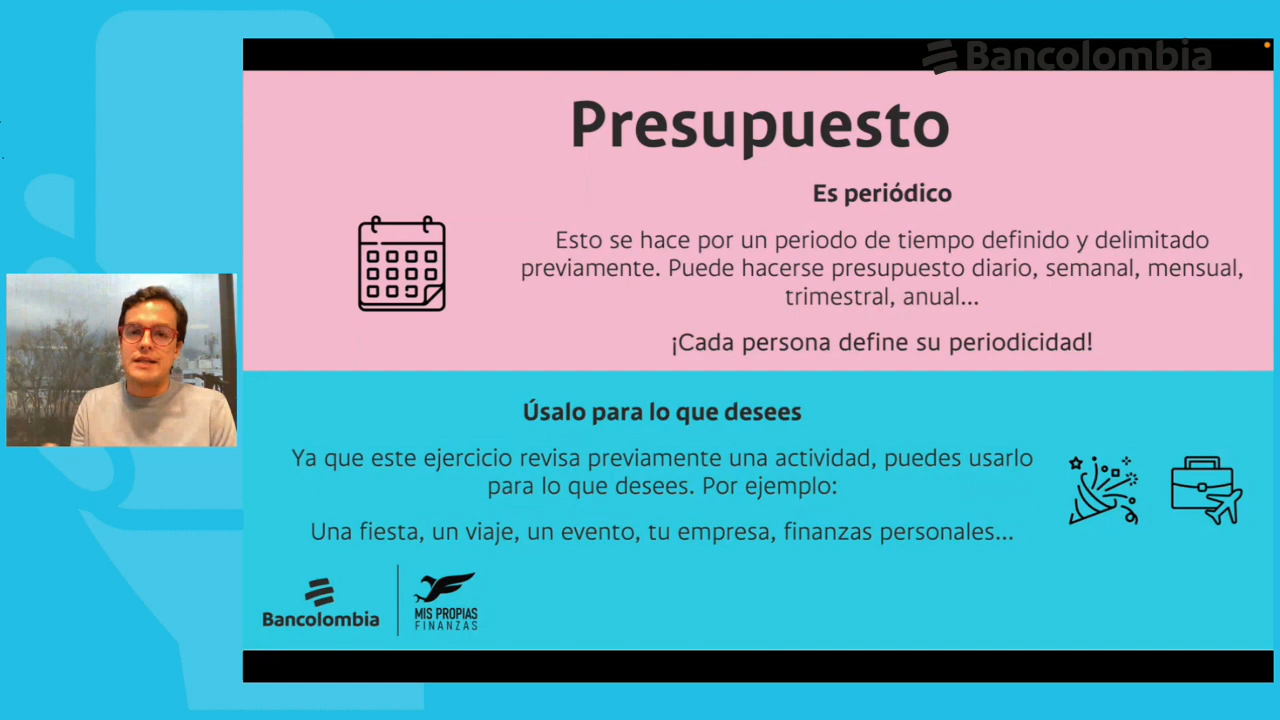 Bancolombia
Presupuesto
Es periódico
Esto se hace por un periodo de tiempo definido y delimitado
previamente. Puede hacerse presupuesto diario, semanal, mensual,
trimestral, anual...
¡Cada persona define su periodicidad!
Úsalo para lo que desees
Ya que este ejercicio revisa previamente una actividad, puedes usarlo
para lo que desees. Por ejemplo:
Una fiesta, un viaje, un evento, tu empresa, finanzas personales...
Bancolombia
MIS PROPIAS
FINANZAS